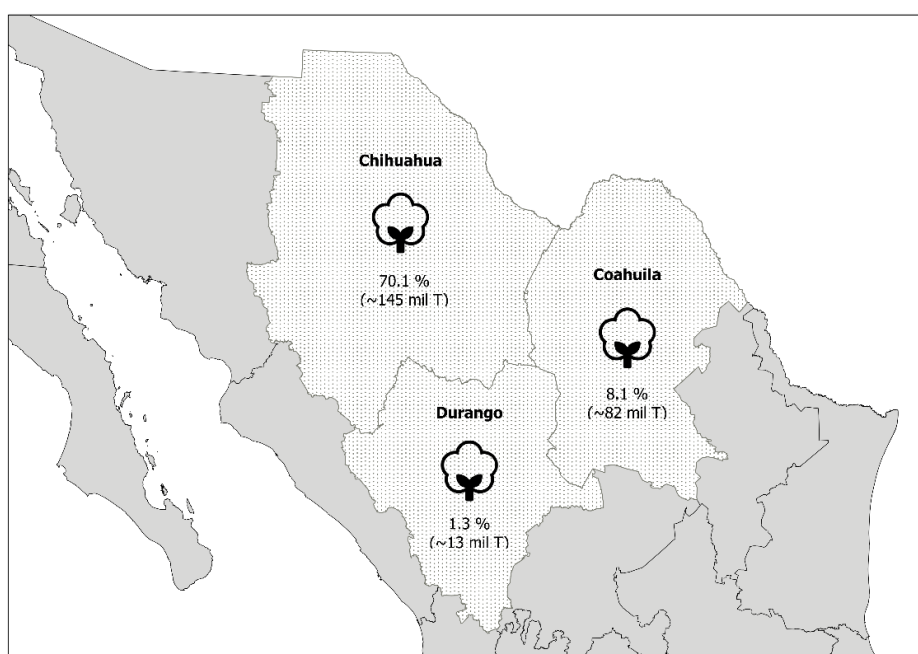 Chihuahua
70.1 %
(~145 mil T)
Coahuila
8.1 %
(~82 mil T)
Durango
1.3 %
(~13 mil T)